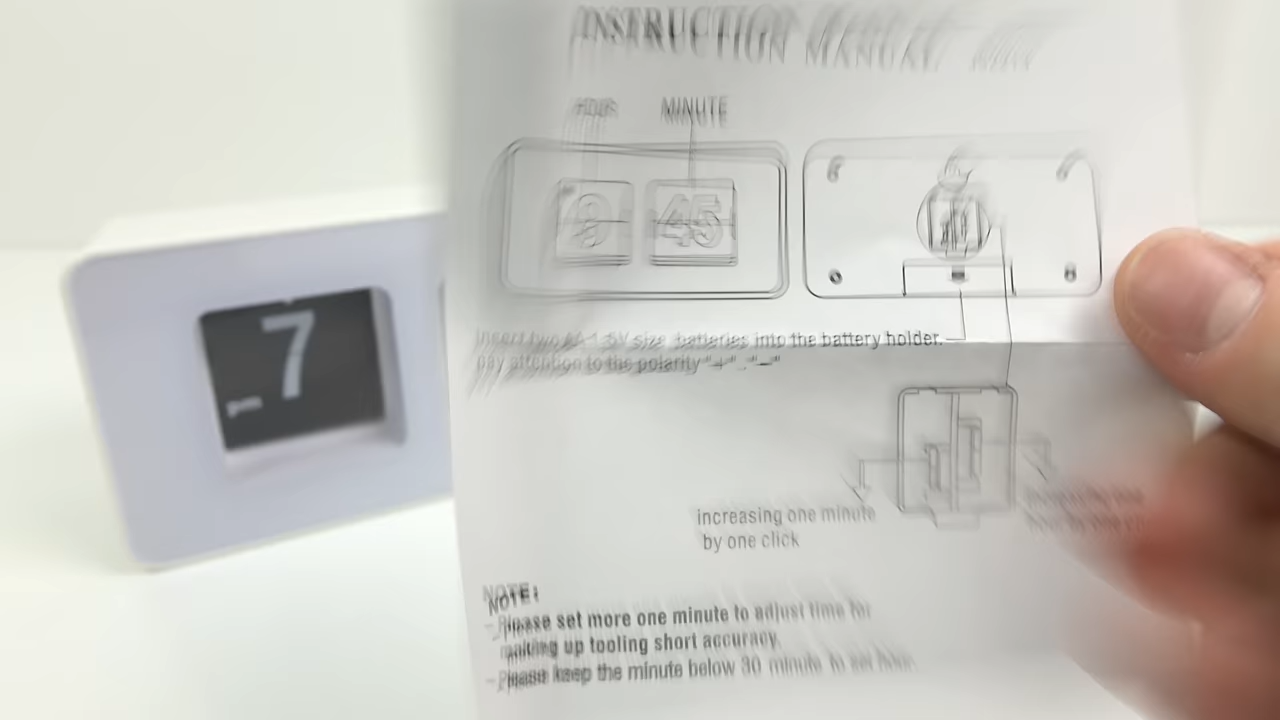 INSTRUCTION MANUAL
HOUR MINUTE
9 45
Insert two AA 1.5V size batteries into the battery holder.
pay attention to the polarity "+" "-"
7
pm
increasing one minute
by one click
NOTE:
- Please set more one minute to adjust time for
making up tooling short accuracy.
- Please keep the minute below 30 minute to set hour.